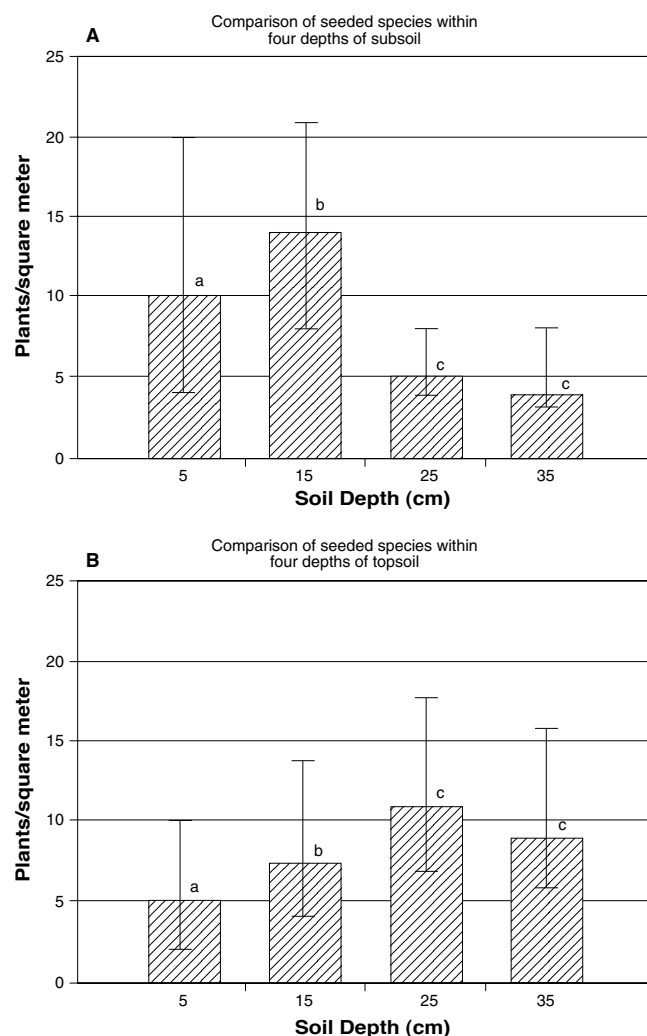 A
Comparison of seeded species within
four depths of subsoil
Plants/square meter
25
20
15
10
5
0
a
b
c
c
5 15 25 35
Soil Depth (cm)
B
Comparison of seeded species within
four depths of topsoil
Plants/square meter
25
20
15
10
5
0
a
b
c
c
5 15 25 35
Soil Depth (cm)